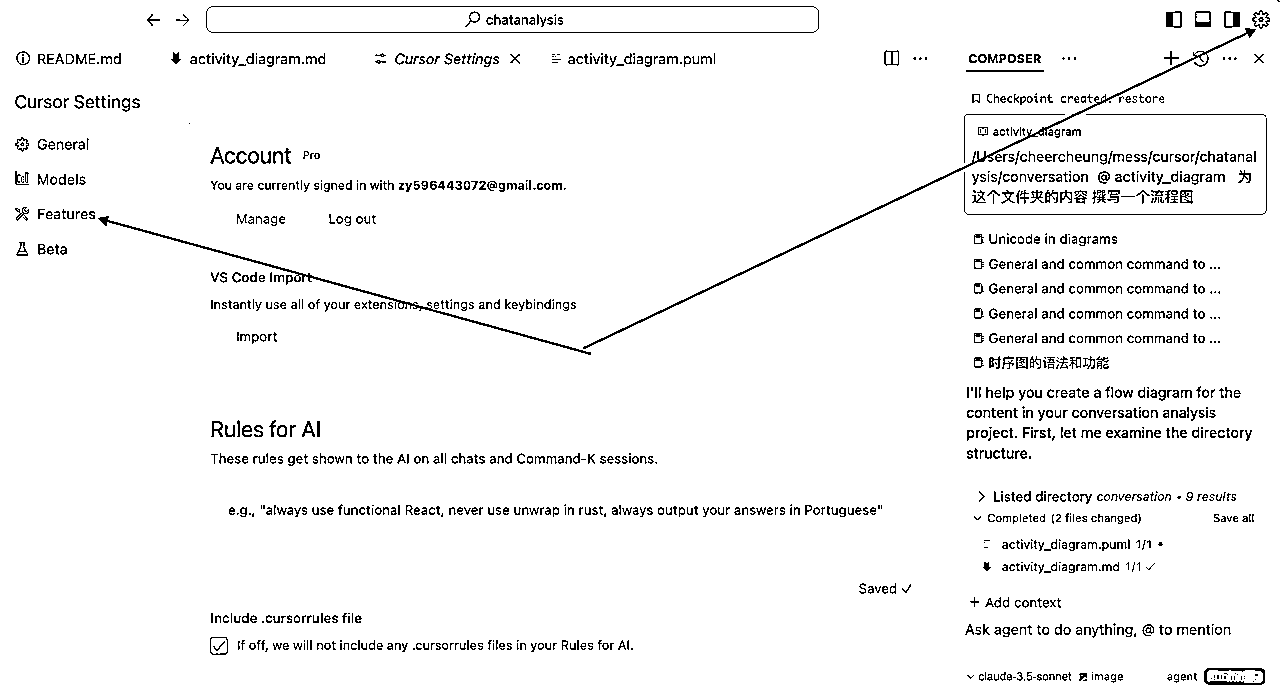 chatanalysis
README.md
activity_diagram.md
Cursor Settings
activity_diagram.puml
Cursor Settings
General
Models
Features
Beta
Account Pro
You are currently signed in with zy596443072@gmail.com.
Manage Log out
VS Code Import
Instantly use all of your extensions, settings and keybindings
Import
Rules for AI
These rules get shown to the AI on all chats and Command-K sessions.
e.g., "always use functional React, never use unwrap in rust, always output your answers in Portuguese"
Saved ✓
Include .cursorrules file
If off, we will not include any .cursorrules files in your Rules for AI.
COMPOSER
Checkpoint created. restore
activity_diagram
/Users/cheercheung/mess/cursor/chatanal
ysis/conversation @ activity_diagram 为
这个文件夹的内容 撰写一个流程图
Unicode in diagrams
General and common command to ...
General and common command to ...
General and common command to ...
General and common command to ...
时序图的语法和功能
I'll help you create a flow diagram for the
content in your conversation analysis
project. First, let me examine the directory
structure.
Listed directory conversation • 9 results
Completed (2 files changed) Save all
activity_diagram.puml 1/1 •
activity_diagram.md 1/1 ✓
+ Add context
Ask agent to do anything, @ to mention
claude-3.5-sonnet image agent